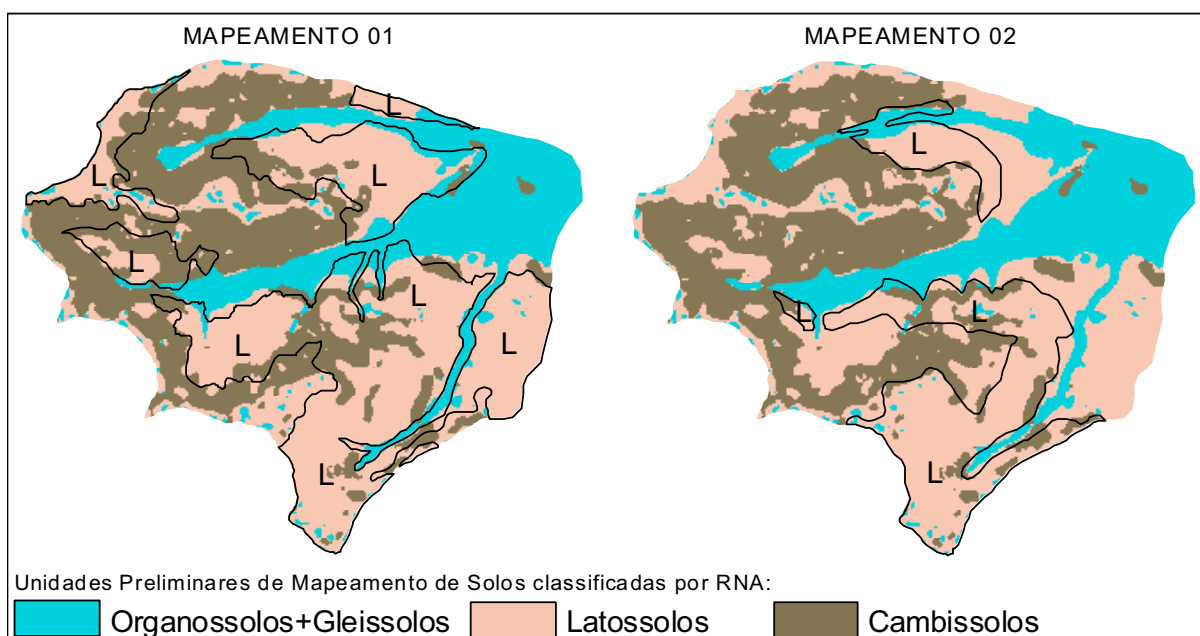 MAPEAMENTO 01
MAPEAMENTO 02
L
L
L
L
L
L
L
L
L
L
L
L
Unidades Preliminares de Mapeamento de Solos classificadas por RNA:
Organossolos+Gleissolos
Latossolos
Cambissolos